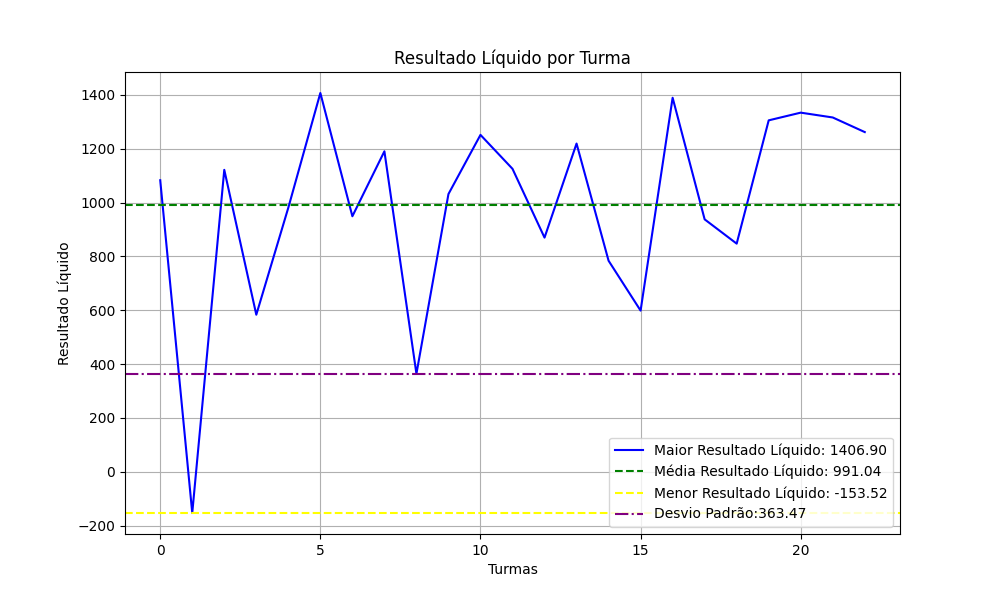 Resultado Líquido por Turma
1400
1200
1000
800
600
400
200
0
−200
Resultado Líquido
0
5
10
15
20
Turmas
Maior Resultado Líquido: 1406.90
Média Resultado Líquido: 991.04
Menor Resultado Líquido: -153.52
Desvio Padrão:363.47